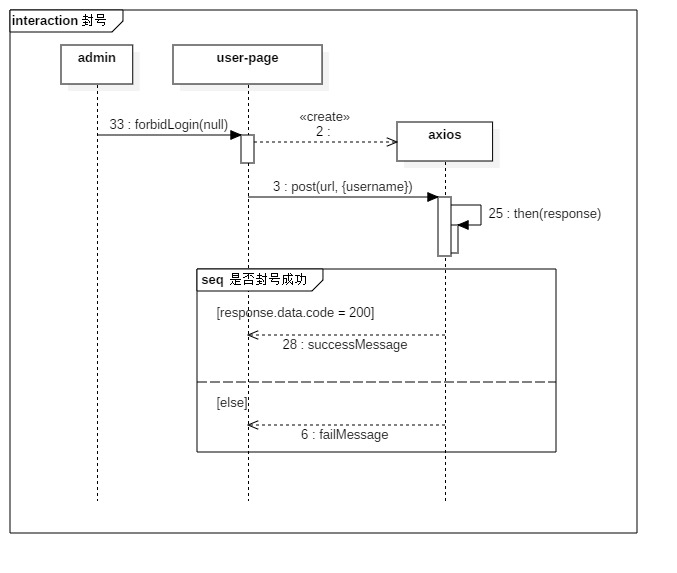 interaction 封号
admin
user-page
33 : forbidLogin(null)
«create»
2 :
axios
3 : post(url, {username})
25 : then(response)
seq 是否封号成功
[response.data.code = 200]
28 : successMessage
[else]
6 : failMessage